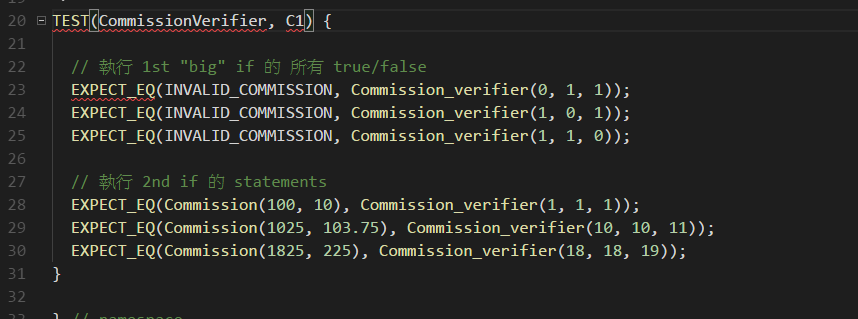 20 TEST(CommissionVerifier, C1) {
21
22 // 執行 1st "big" if 的 所有 true/false
23 EXPECT_EQ(INVALID_COMMISSION, Commission_verifier(0, 1, 1));
24 EXPECT_EQ(INVALID_COMMISSION, Commission_verifier(1, 0, 1));
25 EXPECT_EQ(INVALID_COMMISSION, Commission_verifier(1, 1, 0));
26
27 // 執行 2nd if 的 statements
28 EXPECT_EQ(Commission(100, 10), Commission_verifier(1, 1, 1));
29 EXPECT_EQ(Commission(1025, 103.75), Commission_verifier(10, 10, 11));
30 EXPECT_EQ(Commission(1825, 225), Commission_verifier(18, 18, 19));
31 }
32
} // namespace